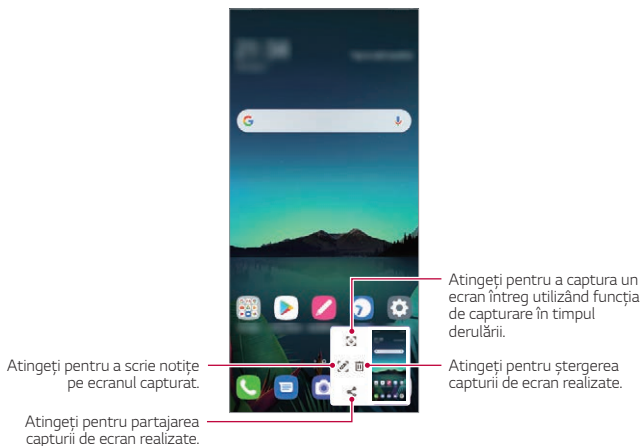 Atingeți pentru a captura un
ecran întreg utilizând funcția
de capturare în timpul
derulării.
Atingeți pentru a scrie notițe
pe ecranul capturat.
Atingeți pentru ștergerea
capturii de ecran realizate.
Atingeți pentru partajarea
capturii de ecran realizate.